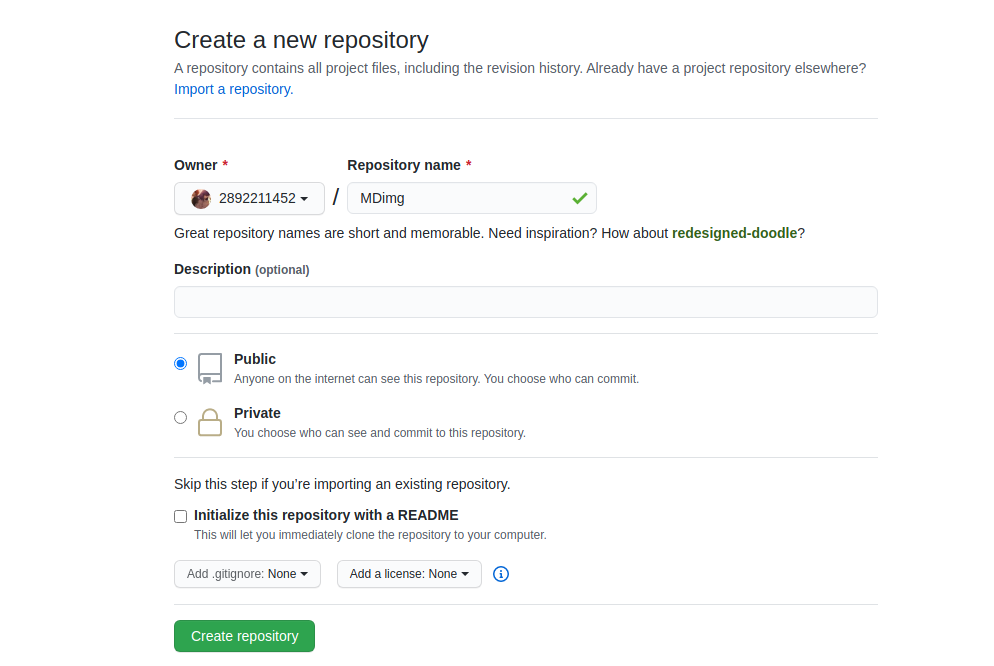 Create a new repository
A repository contains all project files, including the revision history. Already have a project repository elsewhere?
Import a repository.
Owner * Repository name *
2892211452 / MDimg
Great repository names are short and memorable. Need inspiration? How about redesigned-doodle?
Description (optional)
Public
Anyone on the internet can see this repository. You choose who can commit.
Private
You choose who can see and commit to this repository.
Skip this step if you’re importing an existing repository.
Initialize this repository with a README
This will let you immediately clone the repository to your computer.
Add .gitignore: None Add a license: None
Create repository